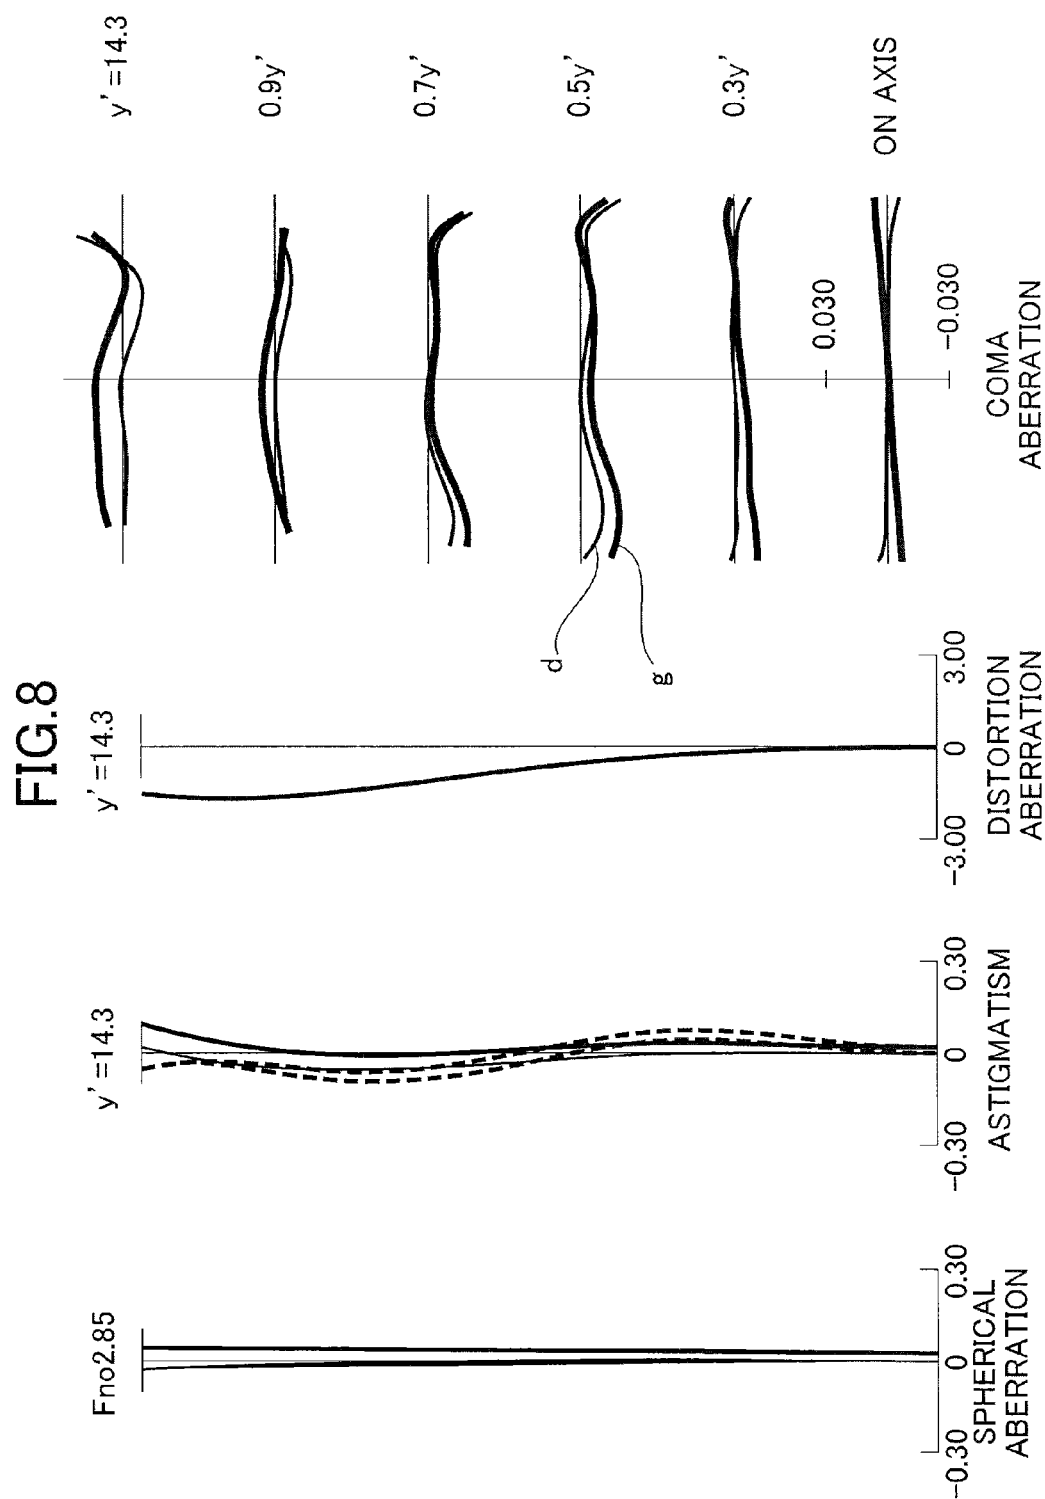 FIG.8
Fno2.85
-0.30
0
0.30
SPHERICAL
ABERRATION
y'=14.3
-0.30
0
0.30
ASTIGMATISM
y'=14.3
-3.00
0
3.00
DISTORTION
ABERRATION
y'=14.3
0.9y'
0.7y'
0.5y'
d
g
0.3y'
0.030
ON AXIS
-0.030
COMA
ABERRATION